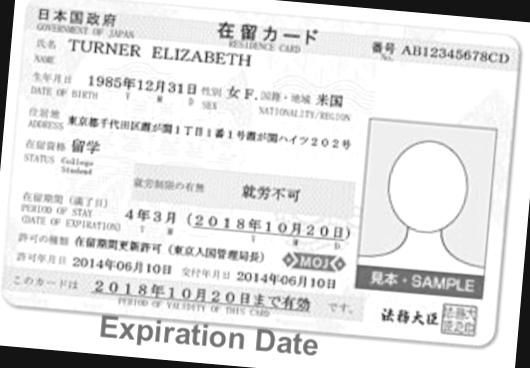 日本国政府 在留カード 番号 AB12345678CD
GOVERNMENT OF JAPAN RESIDENCE CARD No.
氏名 TURNER ELIZABETH
NAME
生年月日 1985年12月31日 性別 女 F. 国籍・地域 米国
DATE OF BIRTH Y M D SEX NATIONALITY/REGION
住居地
ADDRESS 東京都千代田区霞が関1丁目1番1号霞が関ハイツ202号
在留資格 留学
STATUS College
Student
就労制限の有無 就労不可
在留期間(満了日)
PERIOD OF STAY 4年3月(2018年10月20日)
(DATE OF EXPIRATION) Y M Y M D
許可の種類 在留期間更新許可(東京入国管理局長)
MOJ
許可年月日 2014年06月10日 交付年月日 2014年06月10日
見本・SAMPLE
このカードは 2018年10月20日まで有効 です。
PERIOD OF VALIDITY OF THIS CARD
法務大臣
Expiration Date